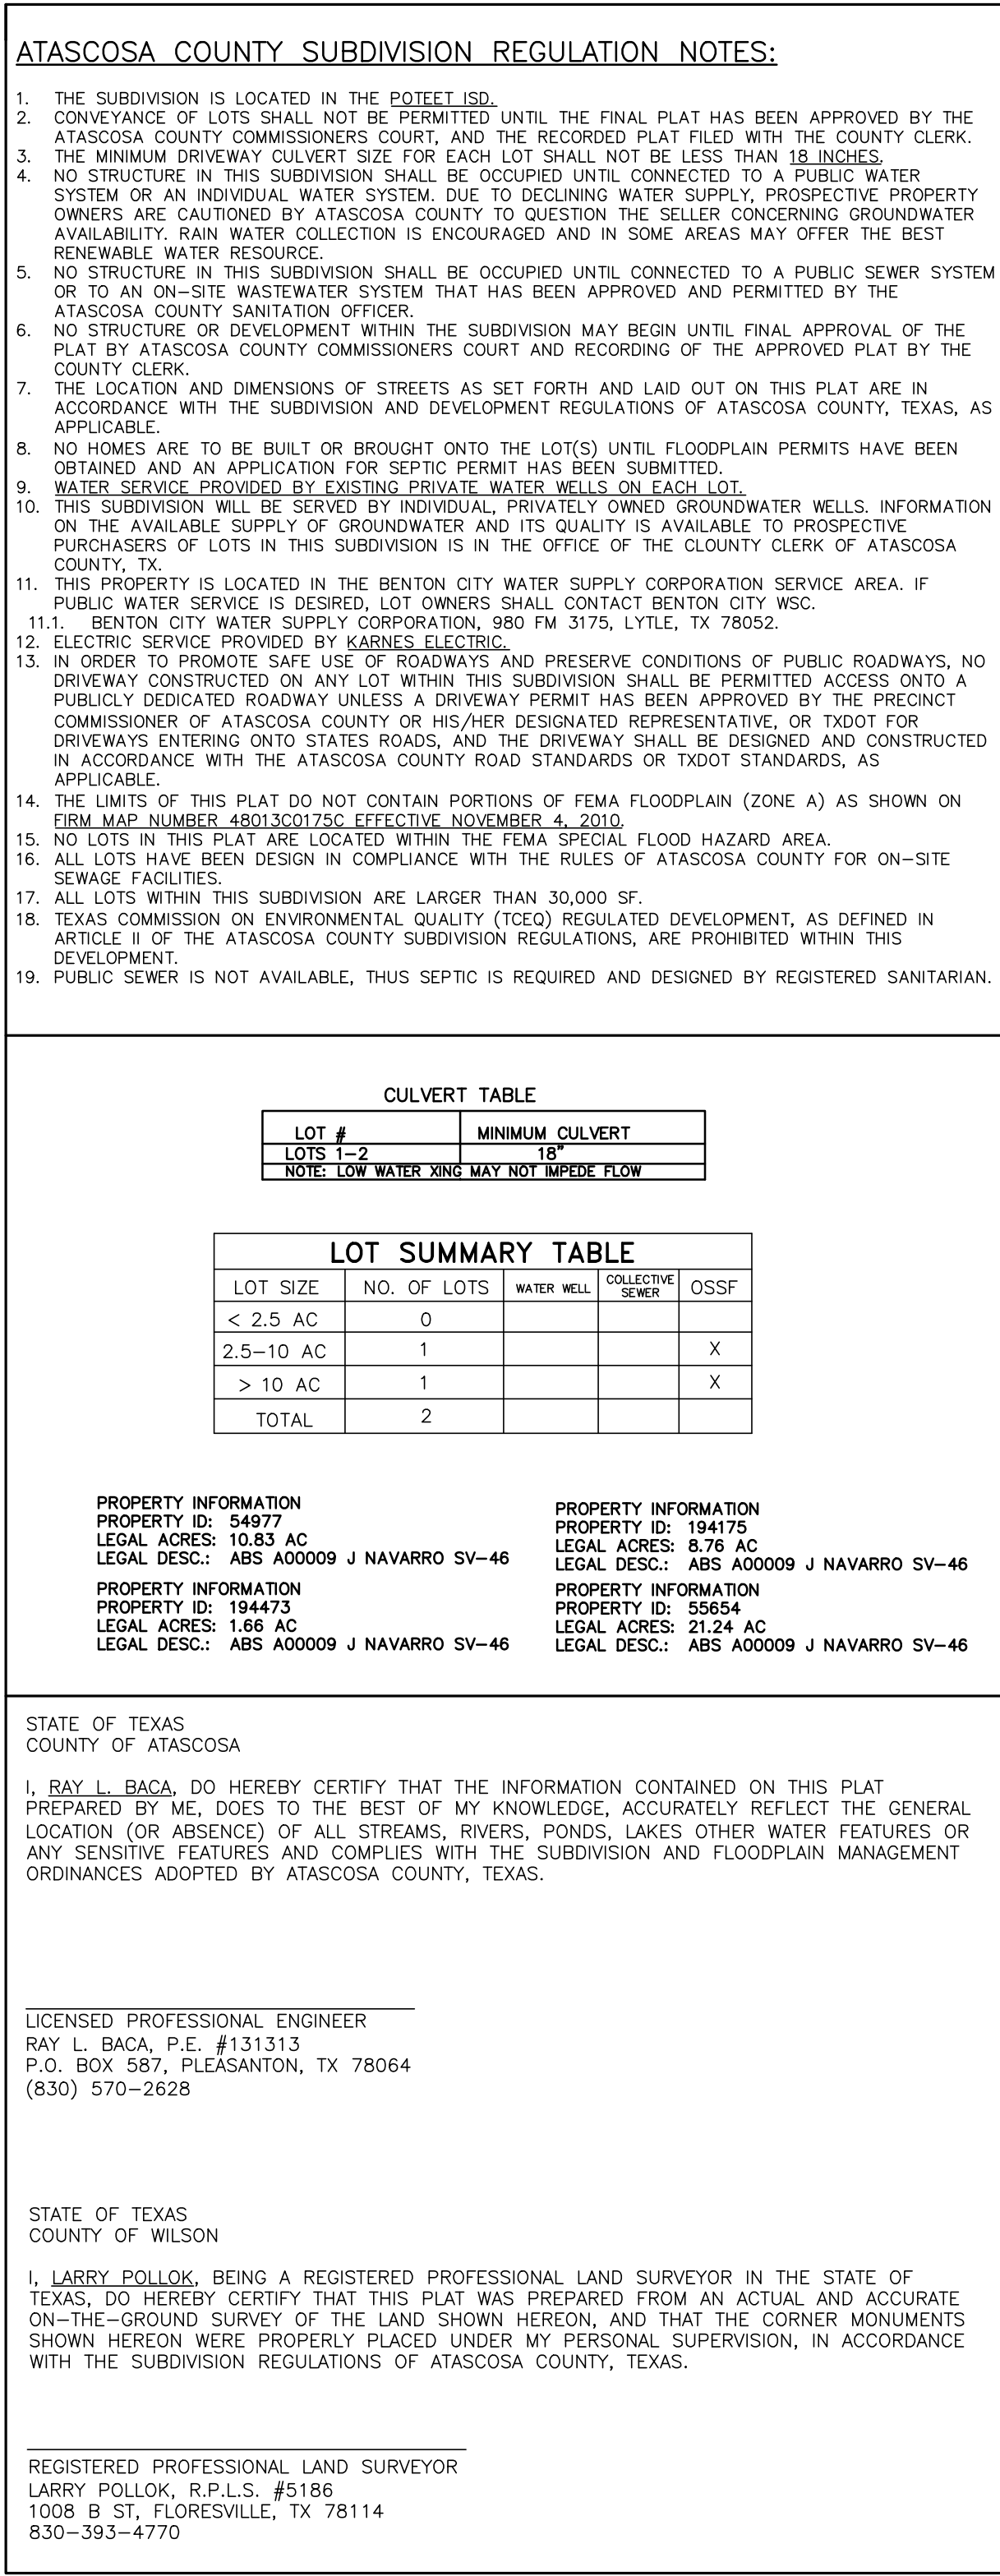 ATASCOSA COUNTY SUBDIVISION REGULATION NOTES:
1. THE SUBDIVISION IS LOCATED IN THE POTEET ISD.
2. CONVEYANCE OF LOTS SHALL NOT BE PERMITTED UNTIL THE FINAL PLAT HAS BEEN APPROVED BY THE
ATASCOSA COUNTY COMMISSIONERS COURT, AND THE RECORDED PLAT FILED WITH THE COUNTY CLERK.
3. THE MINIMUM DRIVEWAY CULVERT SIZE FOR EACH LOT SHALL NOT BE LESS THAN 18 INCHES.
4. NO STRUCTURE IN THIS SUBDIVISION SHALL BE OCCUPIED UNTIL CONNECTED TO A PUBLIC WATER
SYSTEM OR AN INDIVIDUAL WATER SYSTEM. DUE TO DECLINING WATER SUPPLY, PROSPECTIVE PROPERTY
OWNERS ARE CAUTIONED BY ATASCOSA COUNTY TO QUESTION THE SELLER CONCERNING GROUNDWATER
AVAILABILITY. RAIN WATER COLLECTION IS ENCOURAGED AND IN SOME AREAS MAY OFFER THE BEST
RENEWABLE WATER RESOURCE.
5. NO STRUCTURE IN THIS SUBDIVISION SHALL BE OCCUPIED UNTIL CONNECTED TO A PUBLIC SEWER SYSTEM
OR TO AN ON-SITE WASTEWATER SYSTEM THAT HAS BEEN APPROVED AND PERMITTED BY THE
ATASCOSA COUNTY SANITATION OFFICER.
6. NO STRUCTURE OR DEVELOPMENT WITHIN THE SUBDIVISION MAY BEGIN UNTIL FINAL APPROVAL OF THE
PLAT BY ATASCOSA COUNTY COMMISSIONERS COURT AND RECORDING OF THE APPROVED PLAT BY THE
COUNTY CLERK.
7. THE LOCATION AND DIMENSIONS OF STREETS AS SET FORTH AND LAID OUT ON THIS PLAT ARE IN
ACCORDANCE WITH THE SUBDIVISION AND DEVELOPMENT REGULATIONS OF ATASCOSA COUNTY, TEXAS, AS
APPLICABLE.
8. NO HOMES ARE TO BE BUILT OR BROUGHT ONTO THE LOT(S) UNTIL FLOODPLAIN PERMITS HAVE BEEN
OBTAINED AND AN APPLICATION FOR SEPTIC PERMIT HAS BEEN SUBMITTED.
9. WATER SERVICE PROVIDED BY EXISTING PRIVATE WATER WELLS ON EACH LOT.
10. THIS SUBDIVISION WILL BE SERVED BY INDIVIDUAL, PRIVATELY OWNED GROUNDWATER WELLS. INFORMATION
ON THE AVAILABLE SUPPLY OF GROUNDWATER AND ITS QUALITY IS AVAILABLE TO PROSPECTIVE
PURCHASERS OF LOTS IN THIS SUBDIVISION IS IN THE OFFICE OF THE CLOUNTY CLERK OF ATASCOSA
COUNTY, TX.
11. THIS PROPERTY IS LOCATED IN THE BENTON CITY WATER SUPPLY CORPORATION SERVICE AREA. IF
PUBLIC WATER SERVICE IS DESIRED, LOT OWNERS SHALL CONTACT BENTON CITY WSC.
11.1. BENTON CITY WATER SUPPLY CORPORATION, 980 FM 3175, LYTLE, TX 78052.
12. ELECTRIC SERVICE PROVIDED BY KARNES ELECTRIC.
13. IN ORDER TO PROMOTE SAFE USE OF ROADWAYS AND PRESERVE CONDITIONS OF PUBLIC ROADWAYS, NO
DRIVEWAY CONSTRUCTED ON ANY LOT WITHIN THIS SUBDIVISION SHALL BE PERMITTED ACCESS ONTO A
PUBLICLY DEDICATED ROADWAY UNLESS A DRIVEWAY PERMIT HAS BEEN APPROVED BY THE PRECINCT
COMMISSIONER OF ATASCOSA COUNTY OR HIS/HER DESIGNATED REPRESENTATIVE, OR TXDOT FOR
DRIVEWAYS ENTERING ONTO STATES ROADS, AND THE DRIVEWAY SHALL BE DESIGNED AND CONSTRUCTED
IN ACCORDANCE WITH THE ATASCOSA COUNTY ROAD STANDARDS OR TXDOT STANDARDS, AS
APPLICABLE.
14. THE LIMITS OF THIS PLAT DO NOT CONTAIN PORTIONS OF FEMA FLOODPLAIN (ZONE A) AS SHOWN ON
FIRM MAP NUMBER 48013C0175C EFFECTIVE NOVEMBER 4, 2010.
15. NO LOTS IN THIS PLAT ARE LOCATED WITHIN THE FEMA SPECIAL FLOOD HAZARD AREA.
16. ALL LOTS HAVE BEEN DESIGN IN COMPLIANCE WITH THE RULES OF ATASCOSA COUNTY FOR ON-SITE
SEWAGE FACILITIES.
17. ALL LOTS WITHIN THIS SUBDIVISION ARE LARGER THAN 30,000 SF.
18. TEXAS COMMISSION ON ENVIRONMENTAL QUALITY (TCEQ) REGULATED DEVELOPMENT, AS DEFINED IN
ARTICLE II OF THE ATASCOSA COUNTY SUBDIVISION REGULATIONS, ARE PROHIBITED WITHIN THIS
DEVELOPMENT.
19. PUBLIC SEWER IS NOT AVAILABLE, THUS SEPTIC IS REQUIRED AND DESIGNED BY REGISTERED SANITARIAN.
CULVERT TABLE
LOT # MINIMUM CULVERT
LOTS 1-2 18"
NOTE: LOW WATER XING MAY NOT IMPEDE FLOW
LOT SUMMARY TABLE
LOT SIZE NO. OF LOTS WATER WELL COLLECTIVE SEWER OSSF
< 2.5 AC 0
2.5-10 AC 1 X
> 10 AC 1 X
TOTAL 2
PROPERTY INFORMATION
PROPERTY ID: 54977
LEGAL ACRES: 10.83 AC
LEGAL DESC.: ABS A00009 J NAVARRO SV-46
PROPERTY INFORMATION
PROPERTY ID: 194175
LEGAL ACRES: 8.76 AC
LEGAL DESC.: ABS A00009 J NAVARRO SV-46
PROPERTY INFORMATION
PROPERTY ID: 194473
LEGAL ACRES: 1.66 AC
LEGAL DESC.: ABS A00009 J NAVARRO SV-46
PROPERTY INFORMATION
PROPERTY ID: 55654
LEGAL ACRES: 21.24 AC
LEGAL DESC.: ABS A00009 J NAVARRO SV-46
STATE OF TEXAS
COUNTY OF ATASCOSA
I, RAY L. BACA, DO HEREBY CERTIFY THAT THE INFORMATION CONTAINED ON THIS PLAT
PREPARED BY ME, DOES TO THE BEST OF MY KNOWLEDGE, ACCURATELY REFLECT THE GENERAL
LOCATION (OR ABSENCE) OF ALL STREAMS, RIVERS, PONDS, LAKES OTHER WATER FEATURES OR
ANY SENSITIVE FEATURES AND COMPLIES WITH THE SUBDIVISION AND FLOODPLAIN MANAGEMENT
ORDINANCES ADOPTED BY ATASCOSA COUNTY, TEXAS.
LICENSED PROFESSIONAL ENGINEER
RAY L. BACA, P.E. #131313
P.O. BOX 587, PLEASANTON, TX 78064
(830) 570-2628
STATE OF TEXAS
COUNTY OF WILSON
I, LARRY POLLOK, BEING A REGISTERED PROFESSIONAL LAND SURVEYOR IN THE STATE OF
TEXAS, DO HEREBY CERTIFY THAT THIS PLAT WAS PREPARED FROM AN ACTUAL AND ACCURATE
ON-THE-GROUND SURVEY OF THE LAND SHOWN HEREON, AND THAT THE CORNER MONUMENTS
SHOWN HEREON WERE PROPERLY PLACED UNDER MY PERSONAL SUPERVISION, IN ACCORDANCE
WITH THE SUBDIVISION REGULATIONS OF ATASCOSA COUNTY, TEXAS.
REGISTERED PROFESSIONAL LAND SURVEYOR
LARRY POLLOK, R.P.L.S. #5186
1008 B ST, FLORESVILLE, TX 78114
830-393-4770